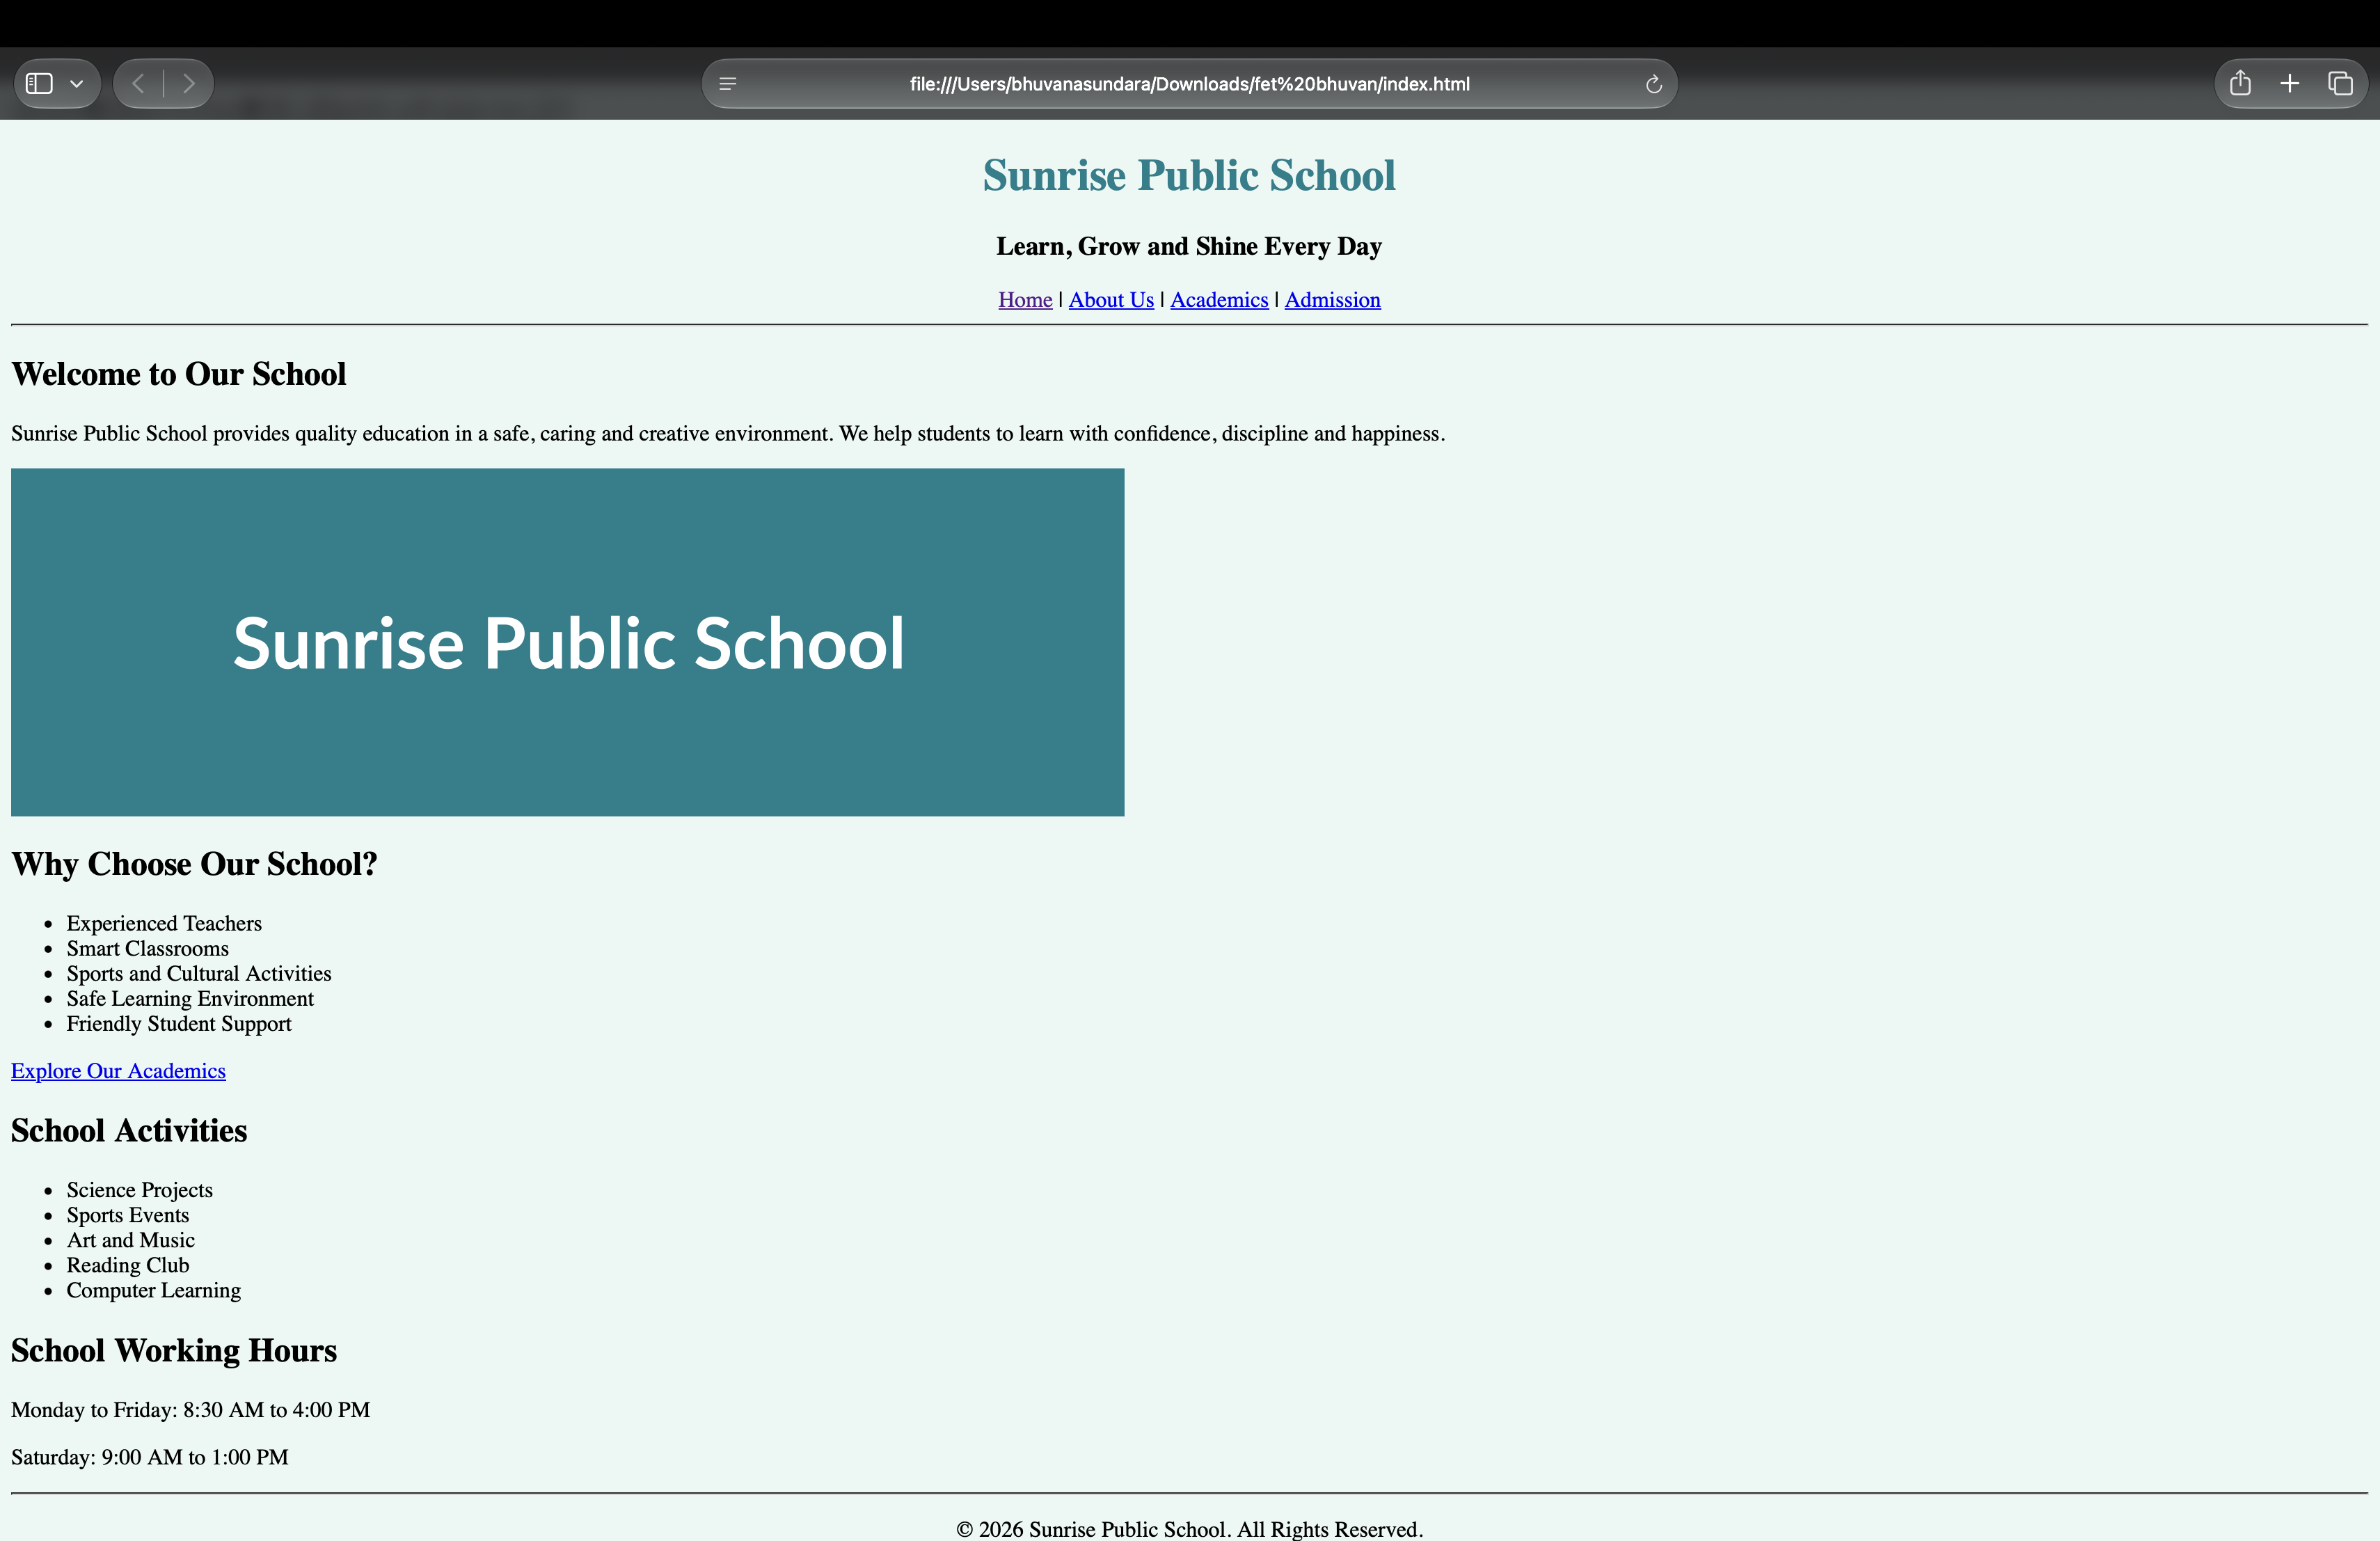 file:///Users/bhuvanasundara/Downloads/fet%20bhuvan/index.html
Sunrise Public School
Learn, Grow and Shine Every Day
Home | About Us | Academics | Admission
Welcome to Our School
Sunrise Public School provides quality education in a safe, caring and creative environment. We help students to learn with confidence, discipline and happiness.
Sunrise Public School
Why Choose Our School?
• Experienced Teachers
• Smart Classrooms
• Sports and Cultural Activities
• Safe Learning Environment
• Friendly Student Support
Explore Our Academics
School Activities
• Science Projects
• Sports Events
• Art and Music
• Reading Club
• Computer Learning
School Working Hours
Monday to Friday: 8:30 AM to 4:00 PM
Saturday: 9:00 AM to 1:00 PM
© 2026 Sunrise Public School. All Rights Reserved.